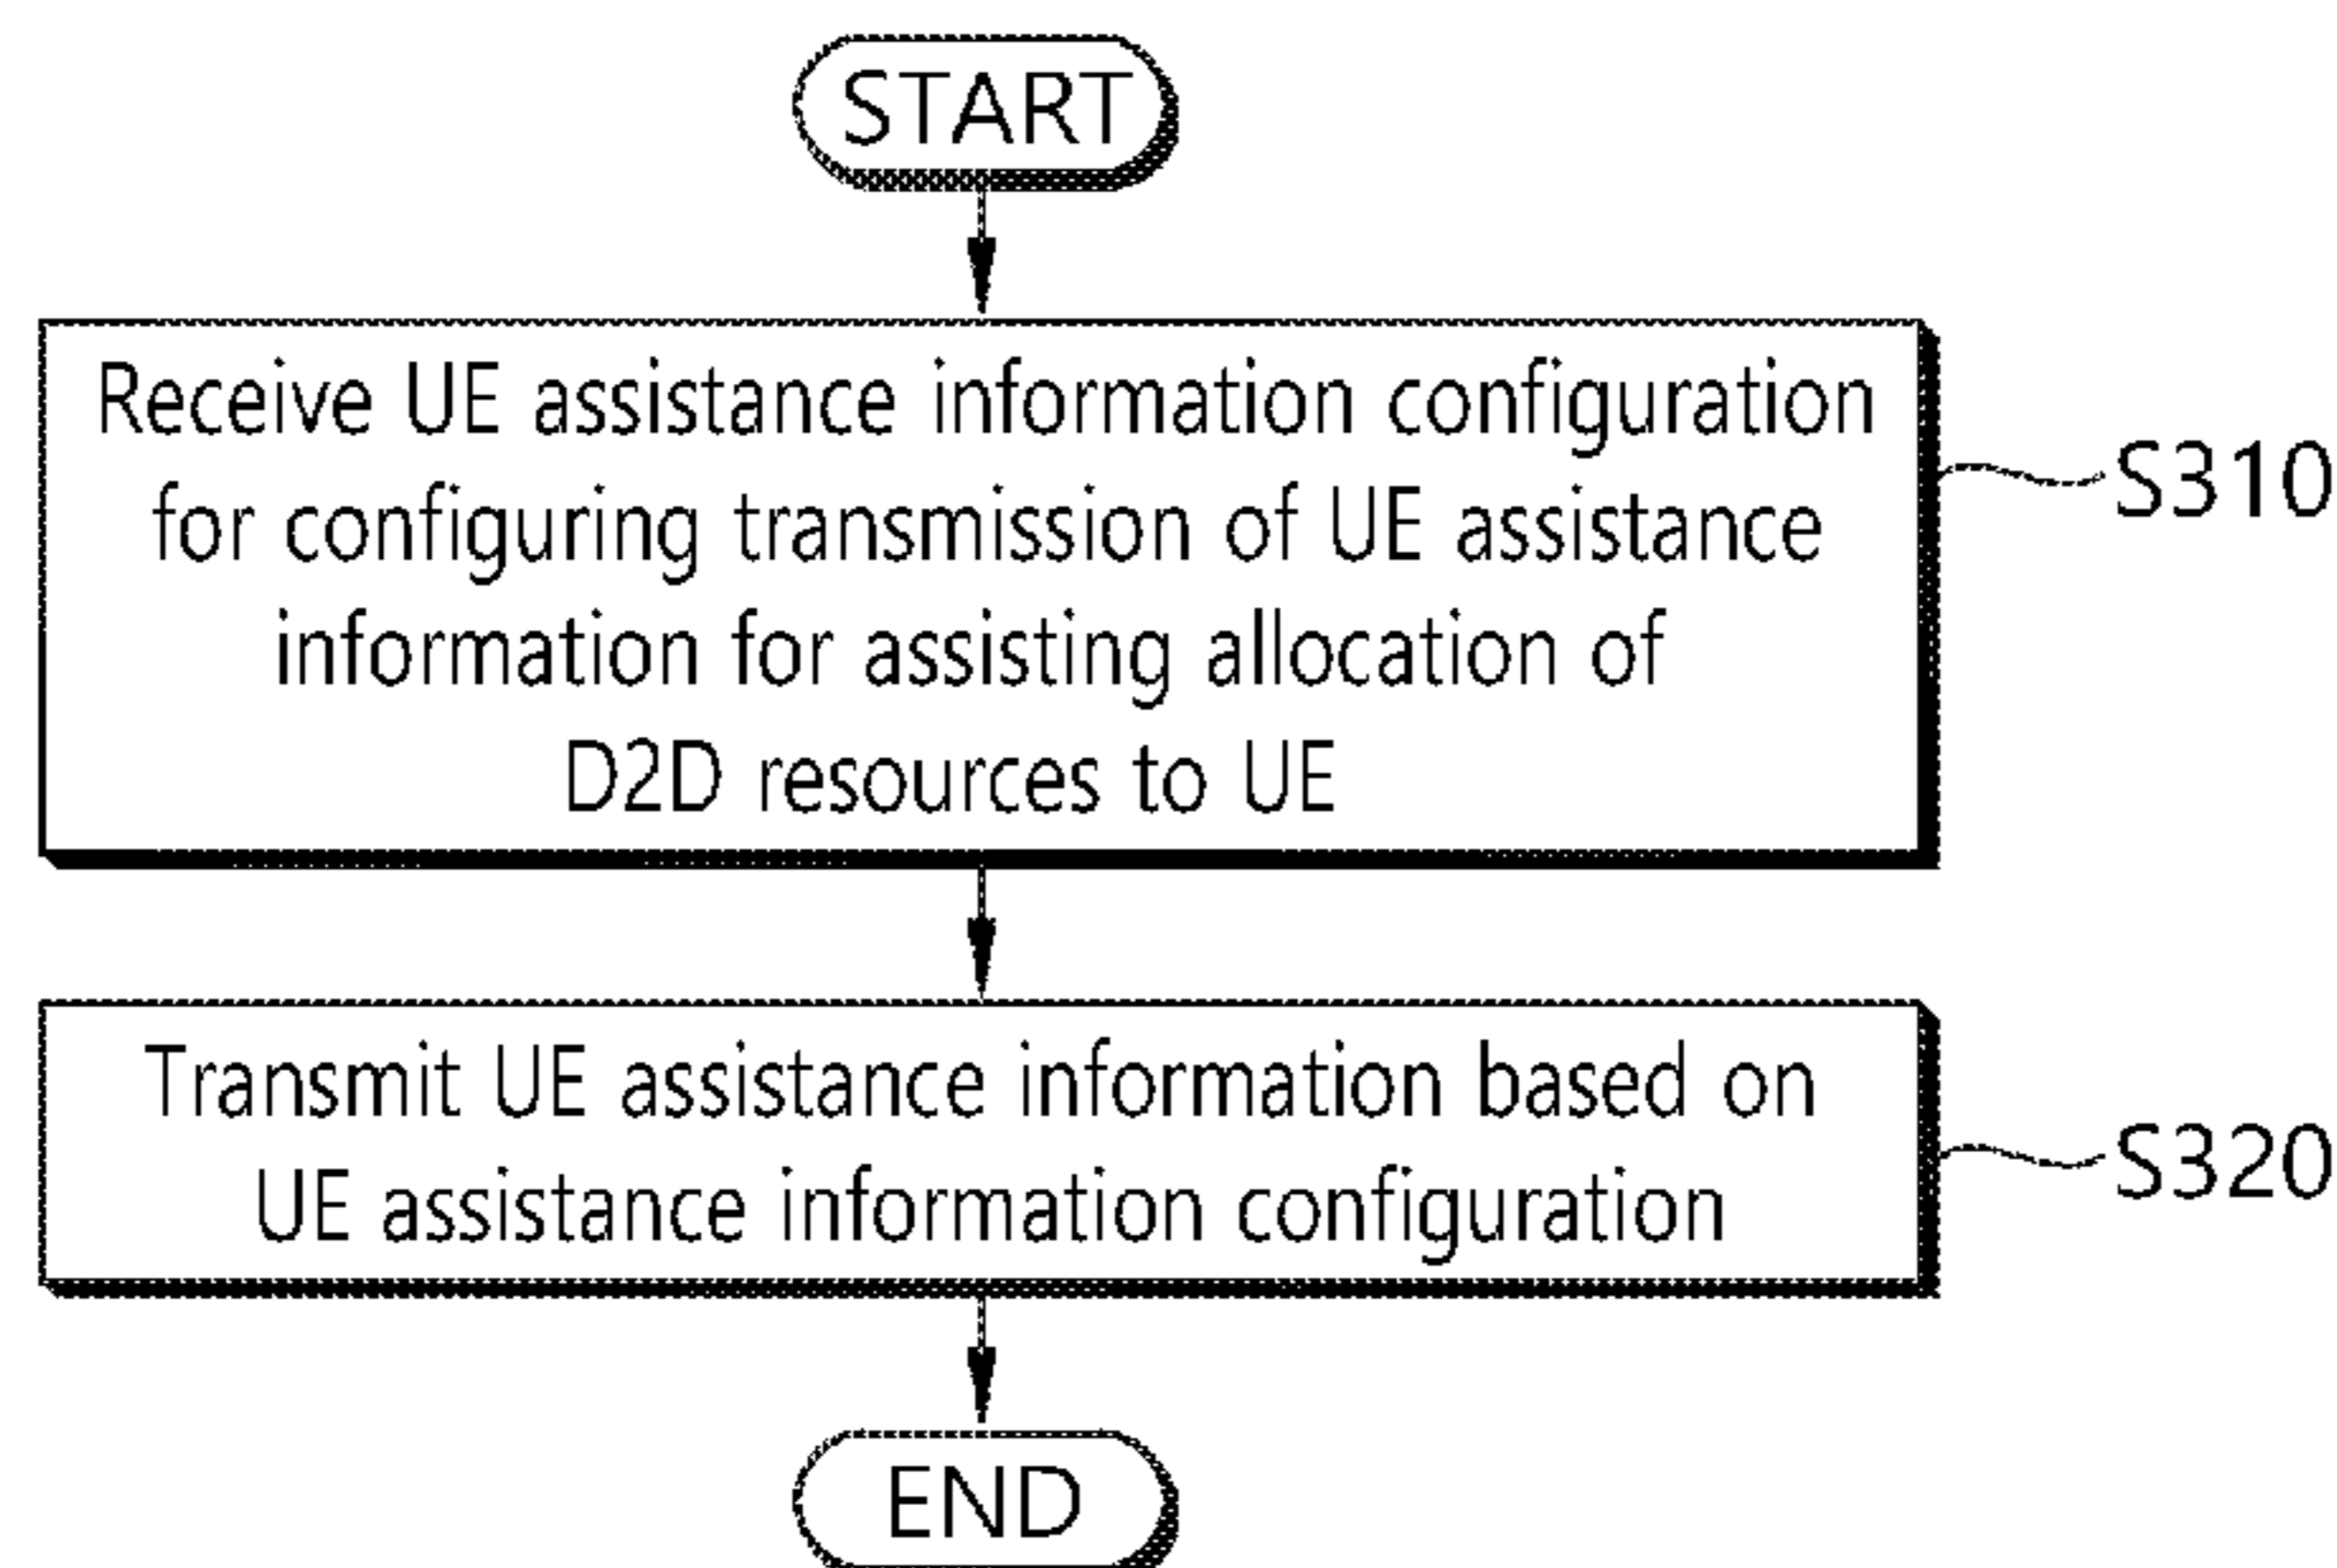 START
Receive UE assistance information configuration
for configuring transmission of UE assistance
information for assisting allocation of
D2D resources to UE
S310
Transmit UE assistance information based on
UE assistance information configuration
S320
END